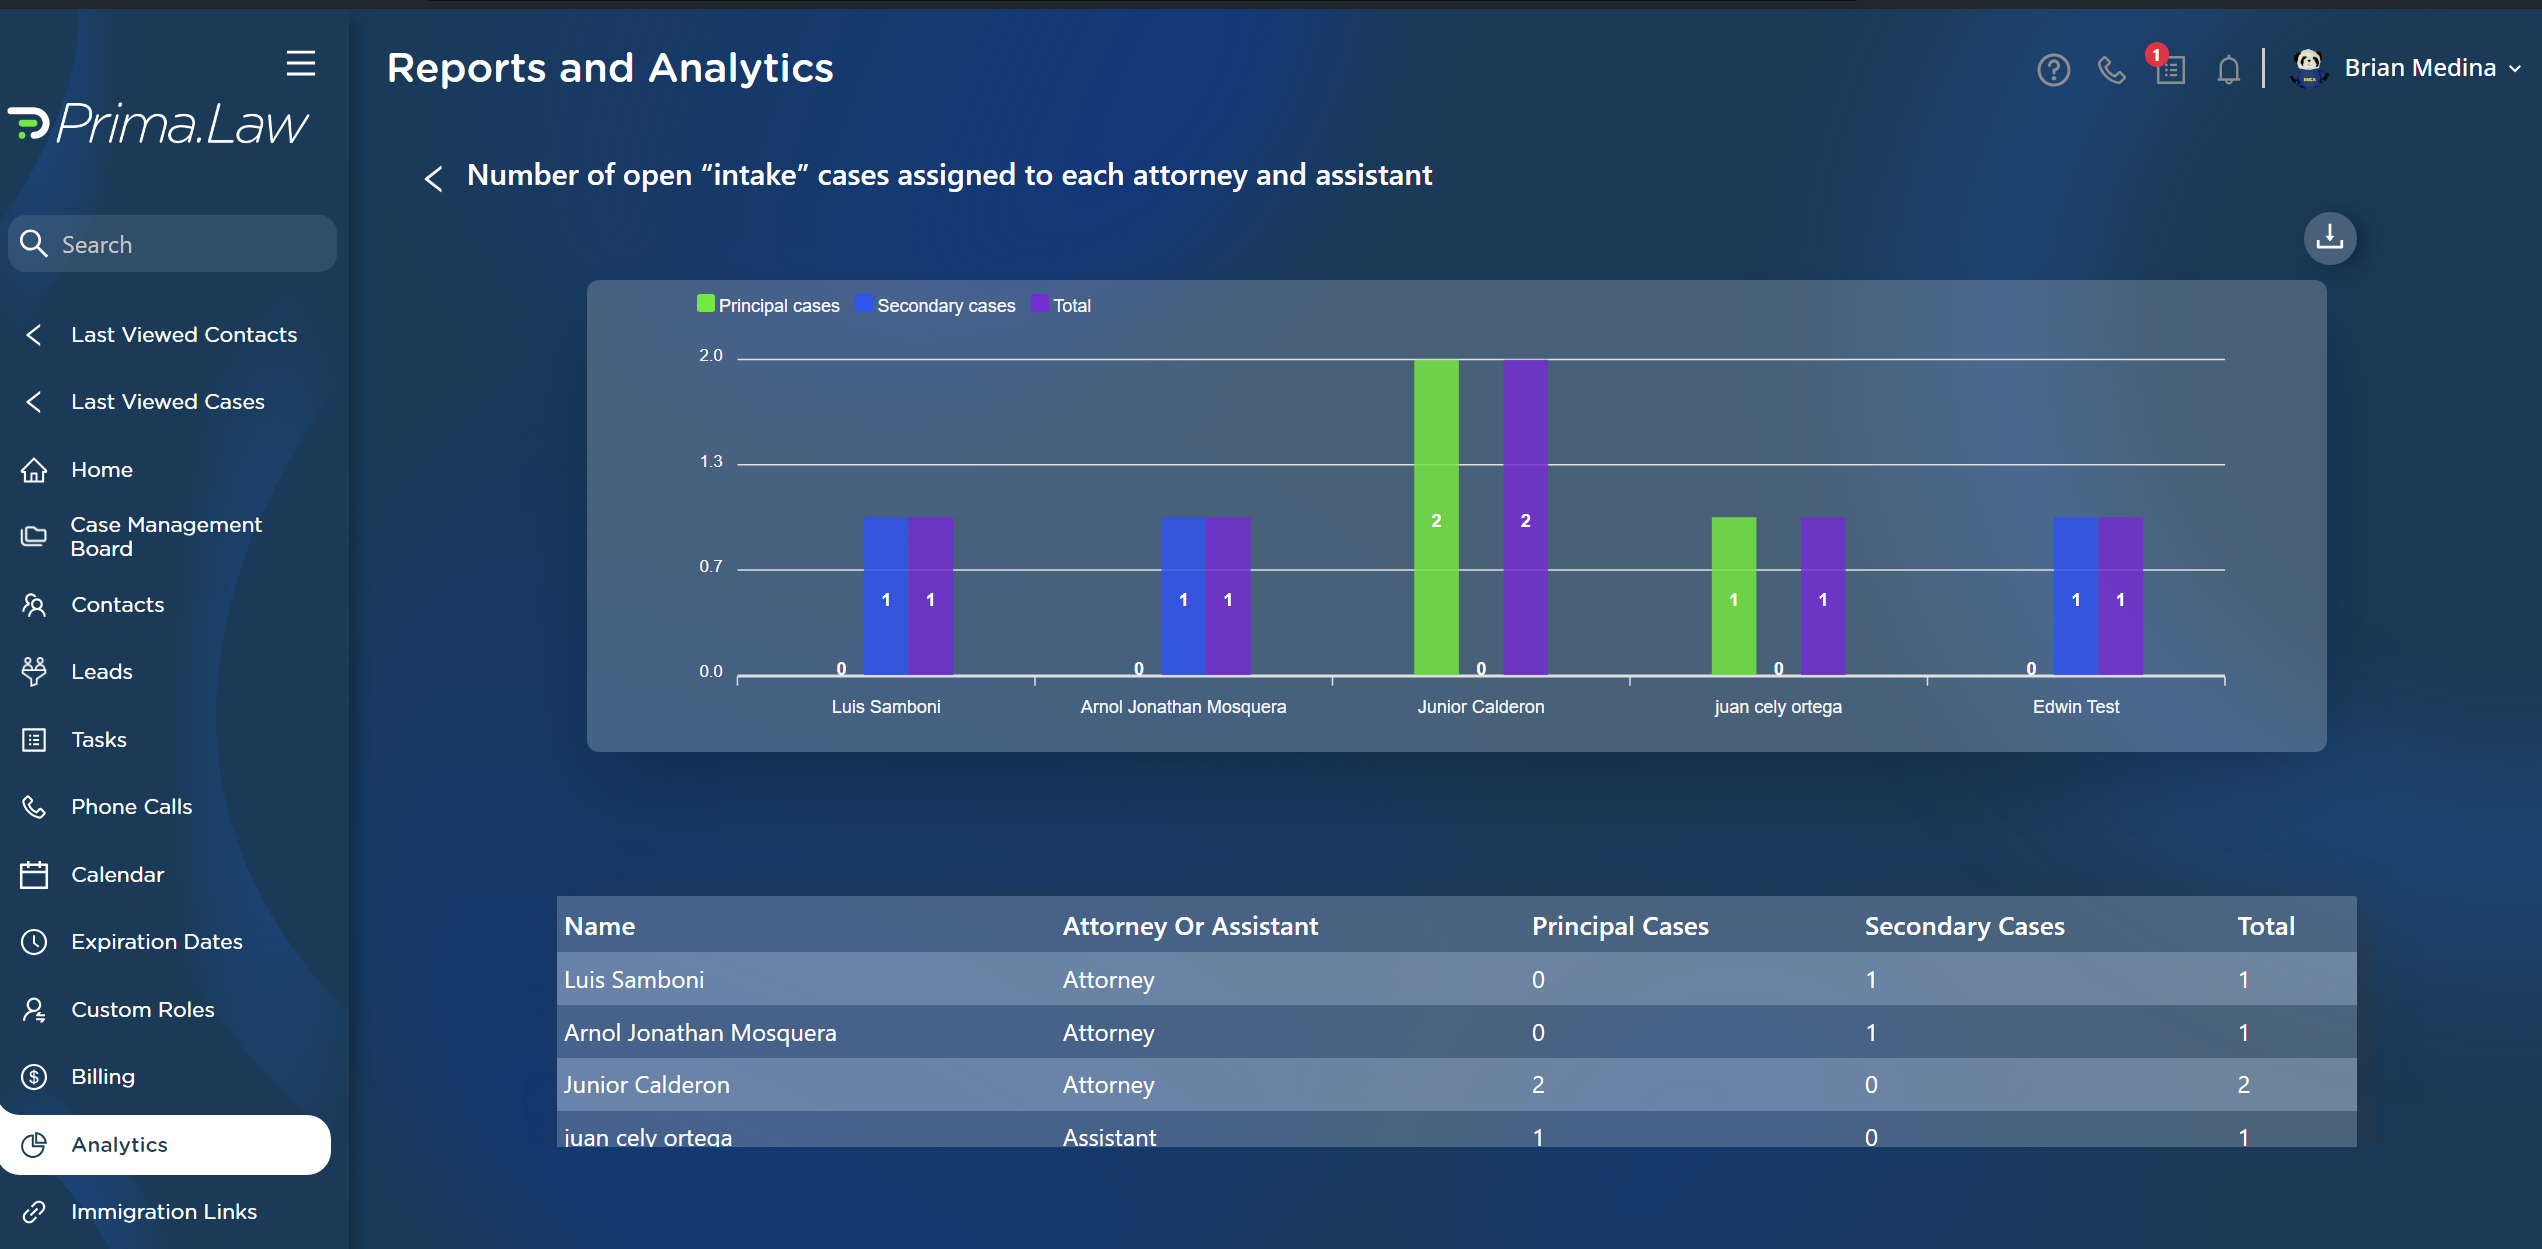 Reports and Analytics
1
Brian Medina
Prima.Law
Search
Last Viewed Contacts
Last Viewed Cases
Home
Case Management
Board
Contacts
Leads
Tasks
Phone Calls
Calendar
Expiration Dates
Custom Roles
Billing
Analytics
Immigration Links
Number of open “intake” cases assigned to each attorney and assistant
Principal cases Secondary cases Total
2.0
1.3
0.7
0.0
0 1 1
0 1 1
2 0 2
1 0 1
0 1 1
Luis Samboni Arnol Jonathan Mosquera Junior Calderon juan cely ortega Edwin Test
Name Attorney Or Assistant Principal Cases Secondary Cases Total
Luis Samboni Attorney 0 1 1
Arnol Jonathan Mosquera Attorney 0 1 1
Junior Calderon Attorney 2 0 2
juan cely ortega Assistant 1 0 1